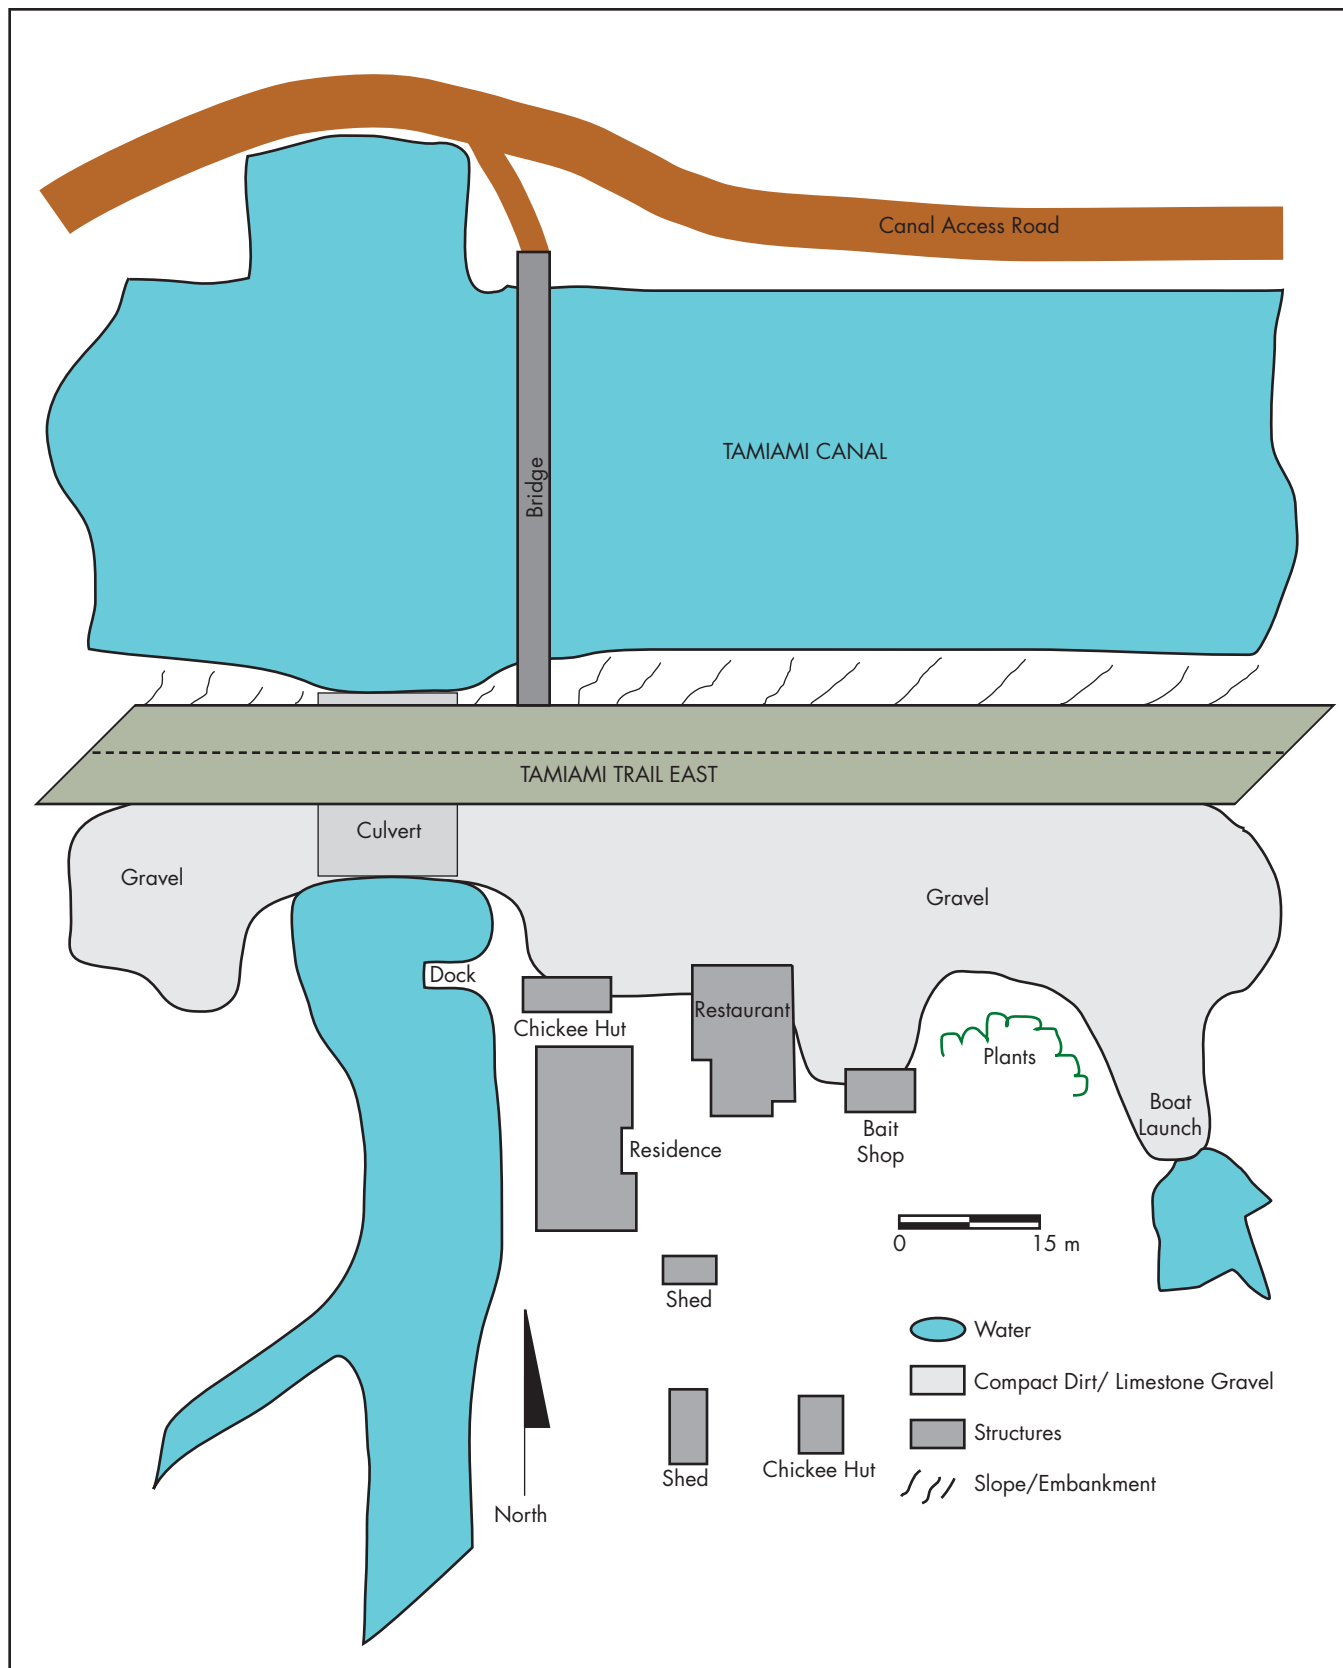 Canal Access Road
TAMIAMI CANAL
Bridge
TAMIAMI TRAIL EAST
Culvert
Gravel
Gravel
Dock
Restaurant
Chickee Hut
Plants
Boat
Launch
Bait
Shop
Residence
0 15 m
Shed
Water
Compact Dirt/ Limestone Gravel
Structures
Shed
Chickee Hut
Slope/Embankment
North